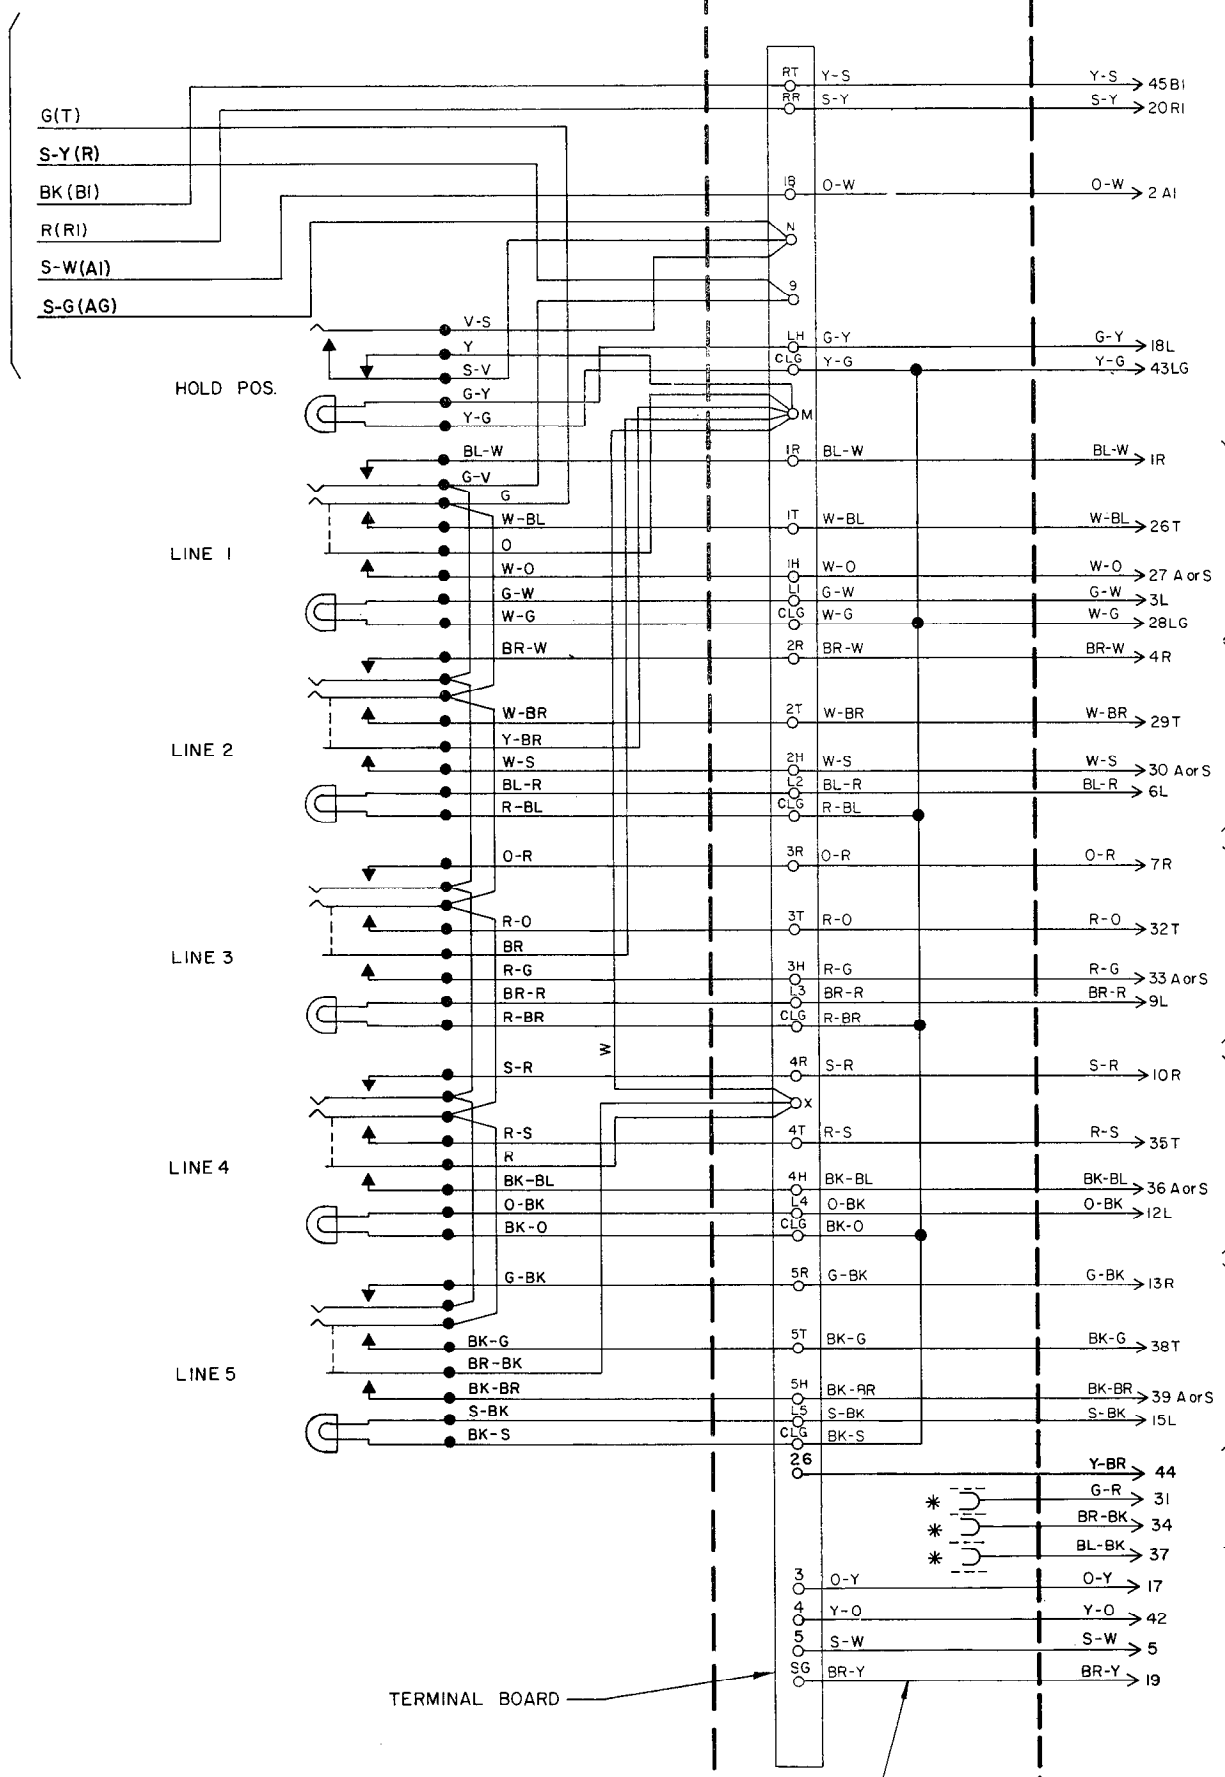 RT Y-S Y-S 45B1
RR S-Y S-Y 20R1
G(T)
S-Y(R)
BK(B1) 1B O-W O-W 2A1
R(R1) N
S-W(A1)
9
S-G(AG)
V-S
LH G-Y G-Y 18L
Y
CLG Y-G Y-G 43LG
S-V
HOLD POS. G-Y
Y-G M
BL-W 1R BL-W BL-W 1R
G-V
G
W-BL 1T W-BL W-BL 26T
LINE 1 O
W-O 1H W-O W-O 27 A or S
G-W L1 G-W G-W 3L
W-G CLG W-G W-G 28LG
BR-W 2R BR-W BR-W 4R
W-BR 2T W-BR W-BR 29T
LINE 2 Y-BR
W-S 2H W-S W-S 30 A or S
BL-R L2 BL-R BL-R 6L
R-BL CLG R-BL
O-R 3R O-R O-R 7R
R-O 3T R-O R-O 32T
LINE 3 BR
R-G 3H R-G R-G 33 A or S
BR-R L3 BR-R BR-R 9L
R-BR CLG R-BR
W
S-R 4R S-R S-R 10R
X
R-S 4T R-S R-S 35T
LINE 4 R
BK-BL 4H BK-BL BK-BL 36 A or S
O-BK L4 O-BK O-BK 12L
BK-O CLG BK-O
G-BK 5R G-BK G-BK 13R
BK-G 5T BK-G BK-G 38T
LINE 5 BR-BK
BK-BR 5H BK-BR BK-BR 39 A or S
S-BK L5 S-BK S-BK 15L
BK-S CLG BK-S
26 Y-BR 44
* G-R 31
* BR-BK 34
* BL-BK 37
3 O-Y O-Y 17
4 Y-O Y-O 42
5 S-W S-W 5
SG BR-Y BR-Y 19
TERMINAL BOARD